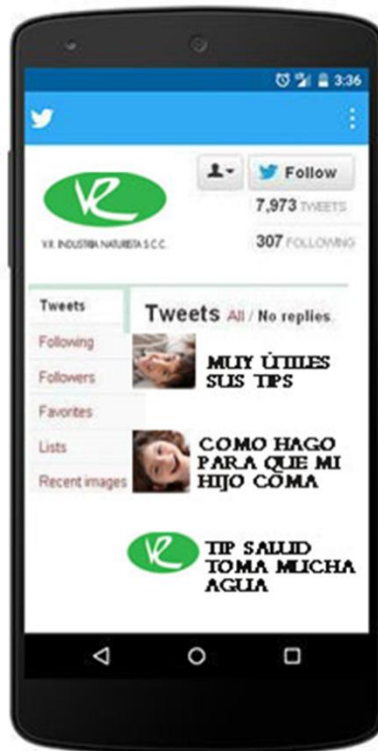 3:36
Follow
7,973 TWEETS
307 FOLLOWING
VR
V.R. INDUSTRIA NATURISTA S.C.C.
Tweets
Following
Followers
Favorites
Lists
Recent images
Tweets All / No replies
MUY ÚTILES
SUS TIPS
COMO HAGO
PARA QUE MI
HIJO COMA
VR
TIP SALUD
TOMA MUCHA
AGUA